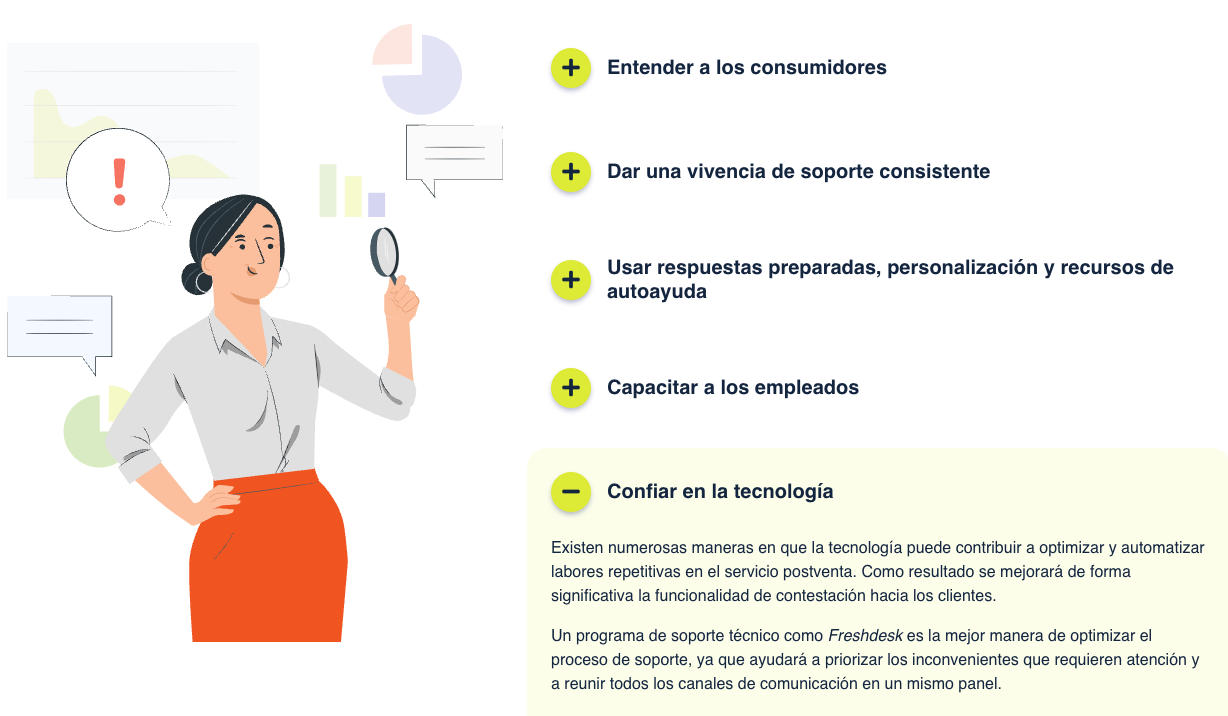 Entender a los consumidores
Dar una vivencia de soporte consistente
Usar respuestas preparadas, personalización y recursos de
autoayuda
Capacitar a los empleados
Confiar en la tecnología
Existen numerosas maneras en que la tecnología puede contribuir a optimizar y automatizar
labores repetitivas en el servicio postventa. Como resultado se mejorará de forma
significativa la funcionalidad de contestación hacia los clientes.
Un programa de soporte técnico como Freshdesk es la mejor manera de optimizar el
proceso de soporte, ya que ayudará a priorizar los inconvenientes que requieren atención y
a reunir todos los canales de comunicación en un mismo panel.